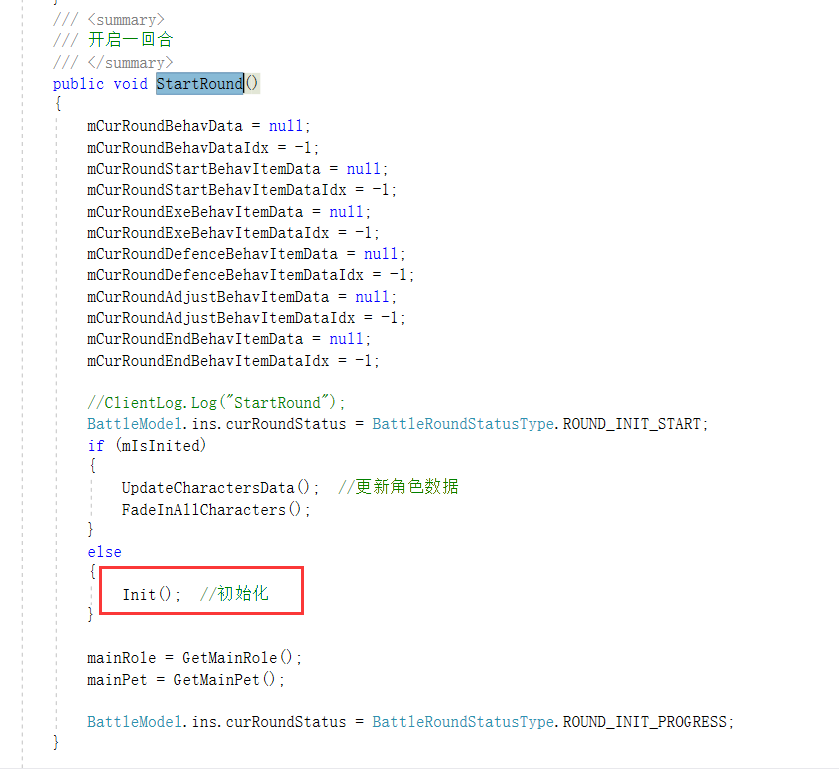 }
/// <summary>
/// 开启一回合
/// </summary>
public void StartRound()
{
mCurRoundBehavData = null;
mCurRoundBehavDataIdx = -1;
mCurRoundStartBehavItemData = null;
mCurRoundStartBehavItemDataIdx = -1;
mCurRoundExeBehavItemData = null;
mCurRoundExeBehavItemDataIdx = -1;
mCurRoundDefenceBehavItemData = null;
mCurRoundDefenceBehavItemDataIdx = -1;
mCurRoundAdjustBehavItemData = null;
mCurRoundAdjustBehavItemDataIdx = -1;
mCurRoundEndBehavItemData = null;
mCurRoundEndBehavItemDataIdx = -1;
//ClientLog.Log("StartRound");
BattleModel.ins.curRoundStatus = BattleRoundStatusType.ROUND_INIT_START;
if (mIsInited)
{
UpdateCharactersData(); //更新角色数据
FadeInAllCharacters();
}
else
{
Init(); //初始化
}
mainRole = GetMainRole();
mainPet = GetMainPet();
BattleModel.ins.curRoundStatus = BattleRoundStatusType.ROUND_INIT_PROGRESS;
}